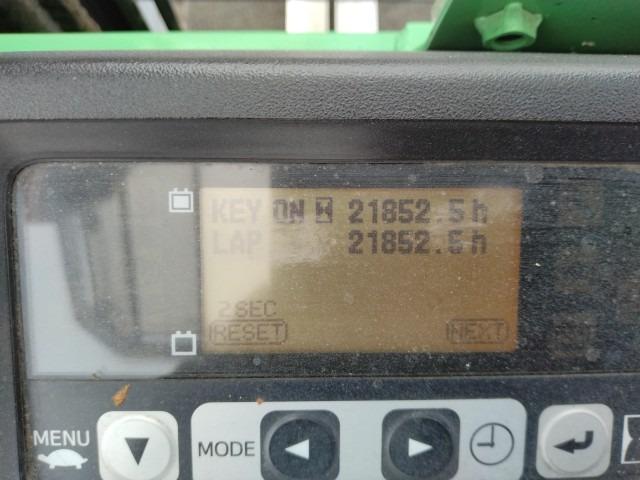 KEY ON 21852.5h
LAP 21852.5h
2SEC
RESET NEXT
MENU
MODE